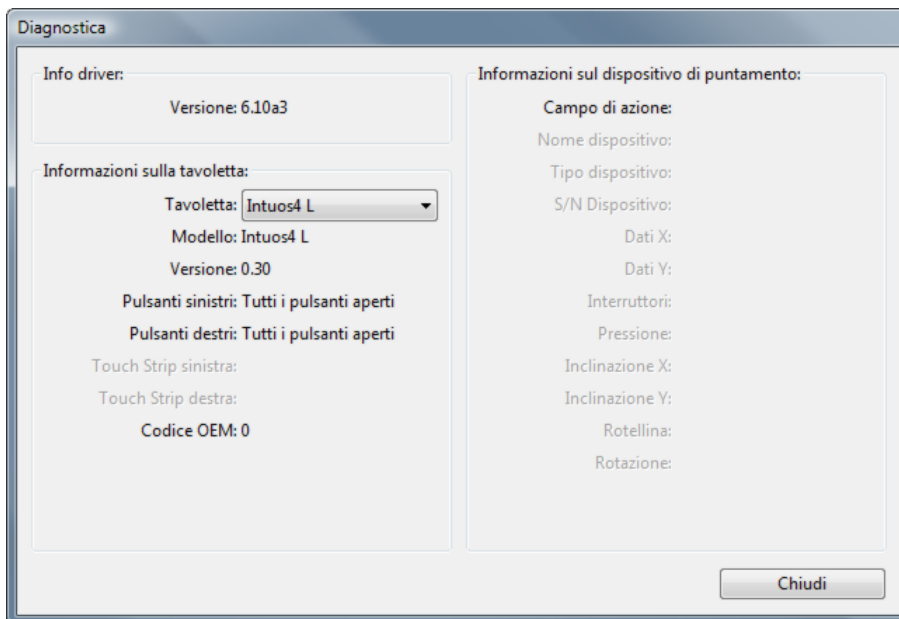 Diagnostica
Info driver:
Versione: 6.10a3
Informazioni sulla tavoletta:
Tavoletta: Intuos4 L
Modello: Intuos4 L
Versione: 0.30
Pulsanti sinistri: Tutti i pulsanti aperti
Pulsanti destri: Tutti i pulsanti aperti
Touch Strip sinistra:
Touch Strip destra:
Codice OEM: 0
Informazioni sul dispositivo di puntamento:
Campo di azione:
Nome dispositivo:
Tipo dispositivo:
S/N Dispositivo:
Dati X:
Dati Y:
Interruttori:
Pressione:
Inclinazione X:
Inclinazione Y:
Rotellina:
Rotazione:
Chiudi